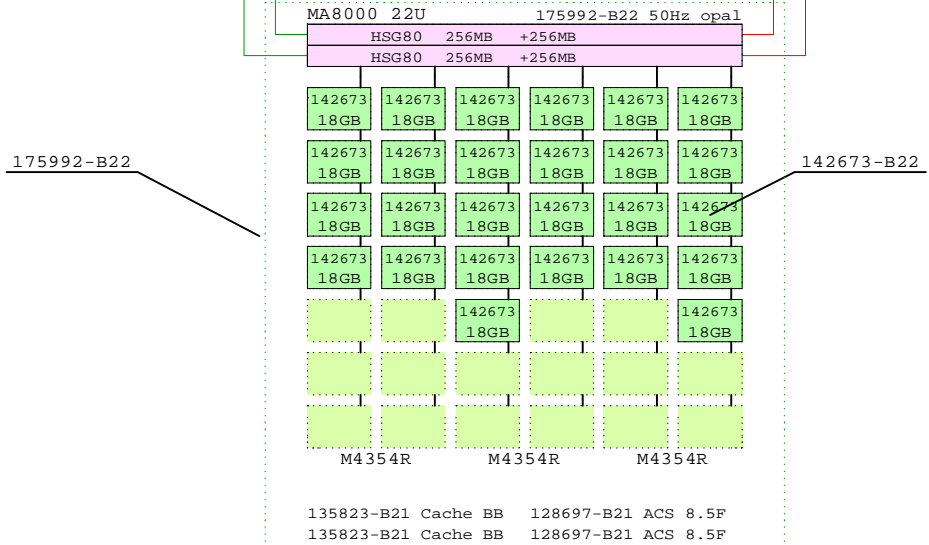 MA8000 22U 175992-B22 50Hz opal
HSG80 256MB +256MB
HSG80 256MB +256MB
142673 142673 142673 142673 142673 142673
18GB 18GB 18GB 18GB 18GB 18GB
142673 142673 142673 142673 142673 142673
18GB 18GB 18GB 18GB 18GB 18GB
175992-B22
142673-B22
142673 142673 142673 142673 142673 142673
18GB 18GB 18GB 18GB 18GB 18GB
142673 142673 142673 142673 142673 142673
18GB 18GB 18GB 18GB 18GB 18GB
142673 142673
18GB 18GB
M4354R M4354R M4354R
135823-B21 Cache BB 128697-B21 ACS 8.5F
135823-B21 Cache BB 128697-B21 ACS 8.5F